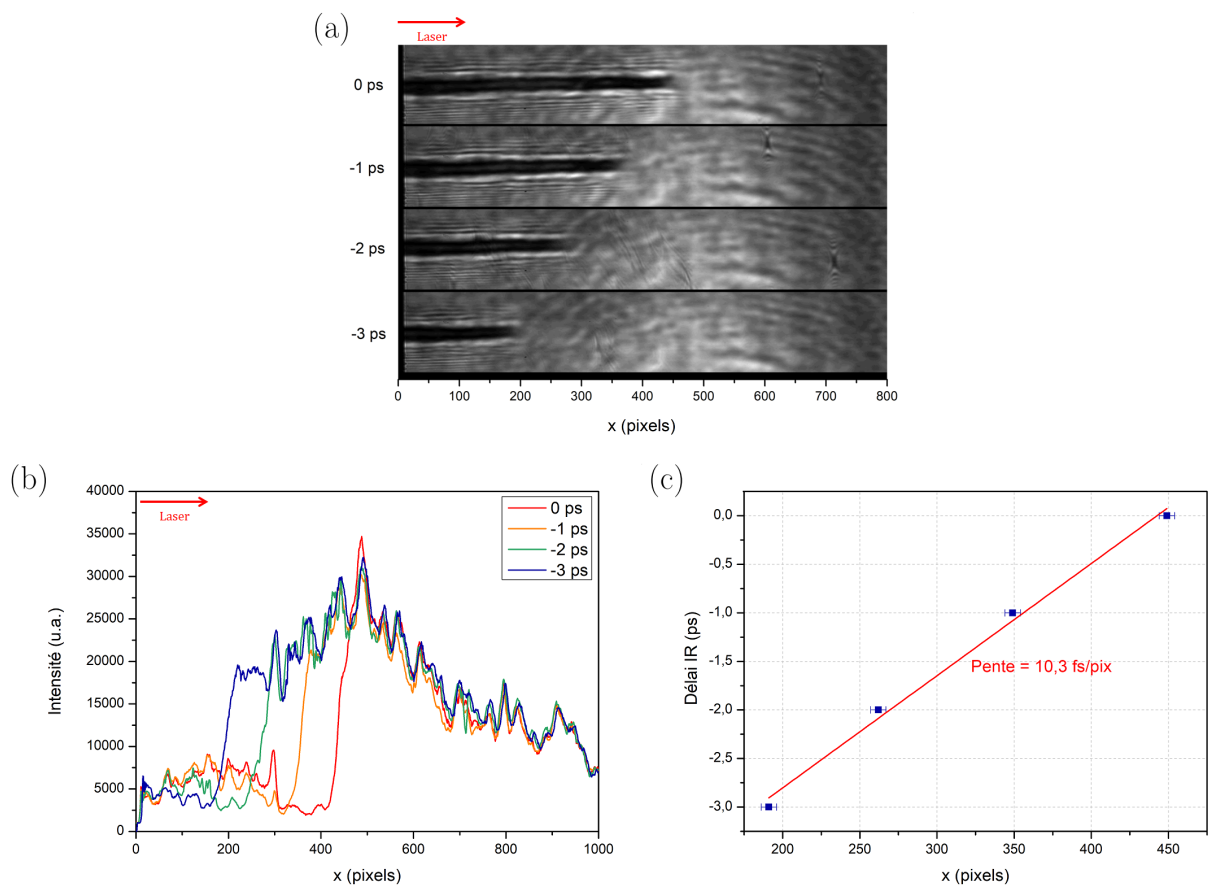 (a)
Laser
0 ps
-1 ps
-2 ps
-3 ps
0 100 200 300 400 500 600 700 800
x (pixels)
(b)
Laser
40000
35000
30000
25000
20000
15000
10000
5000
0
0 200 400 600 800 1000
Intensité (u.a.)
x (pixels)
0 ps
-1 ps
-2 ps
-3 ps
(c)
0,0
-0,5
-1,0
-1,5
-2,0
-2,5
-3,0
Délai IR (ps)
Pente = 10,3 fs/pix
200 250 300 350 400 450
x (pixels)